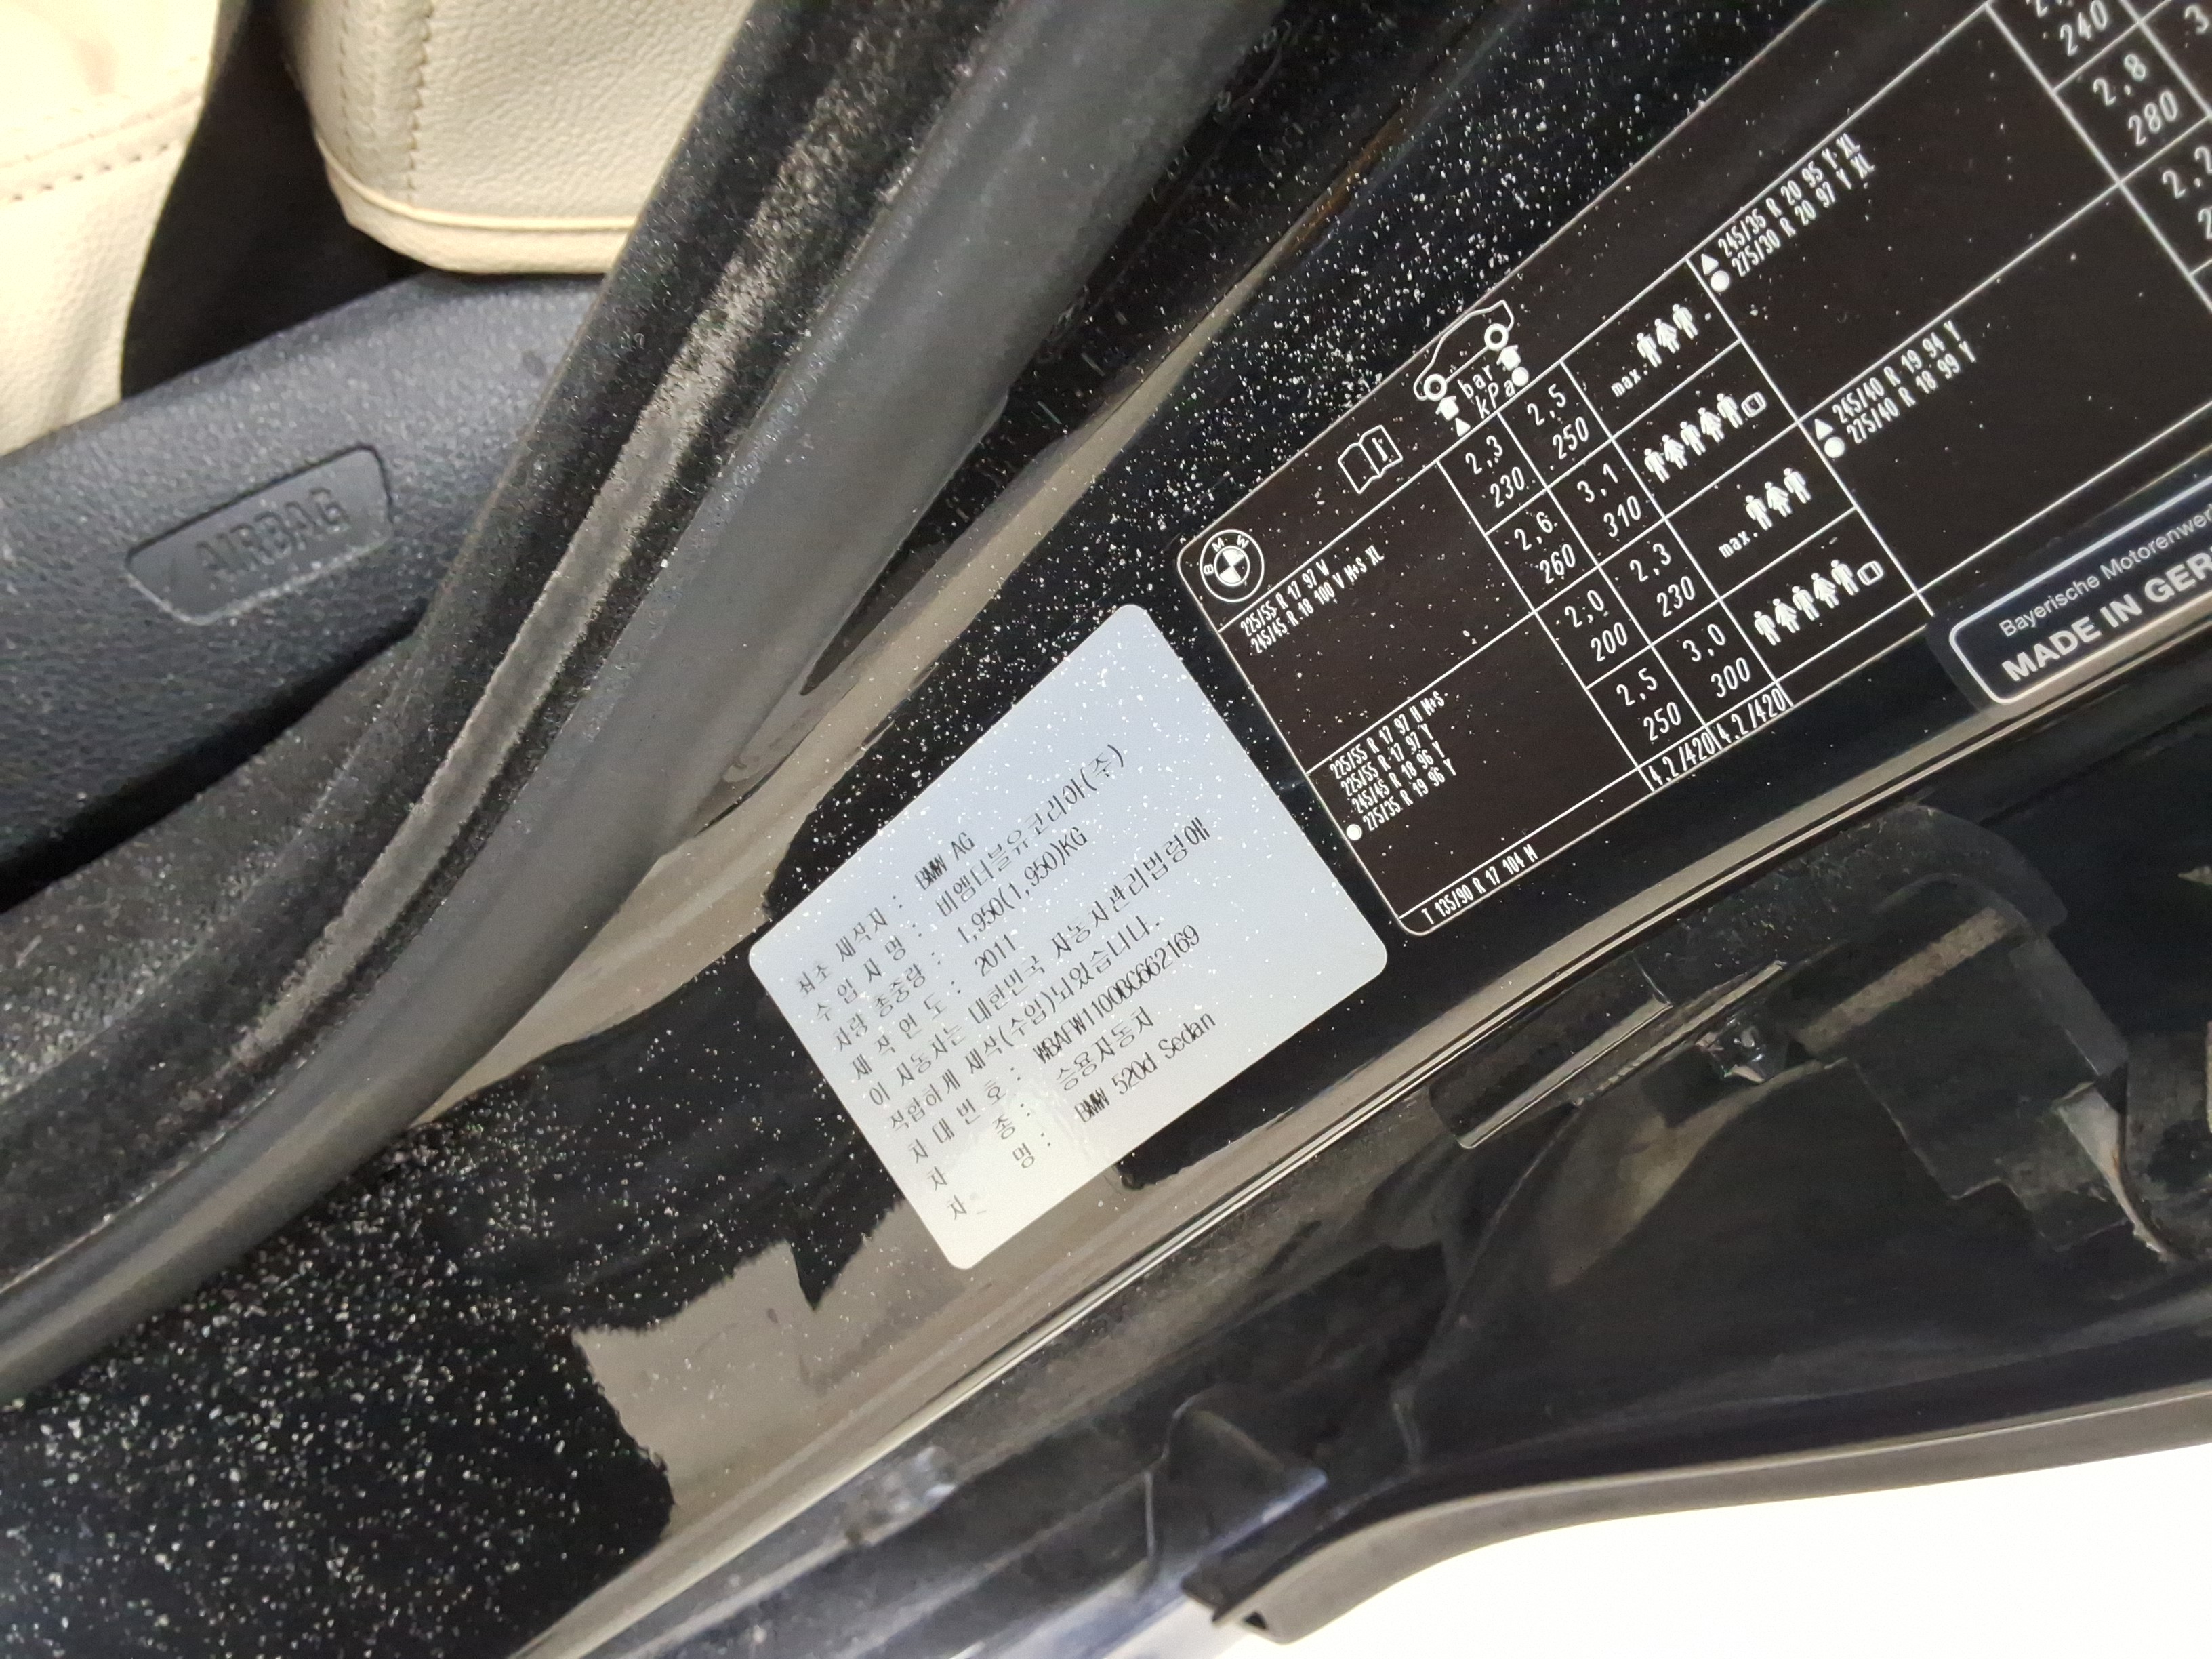 AIRBAG
최초 제작자 : BMW AG
수 입 자 명 : 비엠더블유코리아(주)
차량 총중량 : 1,950(1,950)KG
제 작 연 도 : 2011
이 자동차는 대한민국 자동차관리법령에
적합하게 제작(수입)되었습니다.
차 대 번 호 : WBAFW1100BC662169
차 종 : 승용자동차
차 명 : BMW 520d Sedan
BMW
bar
kPa
225/55 R 17 97 W
245/45 R 18 100 V M+S XL
2,3 2,5
230 250
max.
2,6 3,1
260 310
225/55 R 17 97 H M+S
225/55 R 17 97 Y
245/45 R 18 96 Y
275/35 R 19 96 Y
2,0 2,3
200 230
max.
2,5 3,0
250 300
T 135/90 R 17 104 M
4.2/420 4.2/420
245/35 R 20 95 Y XL
275/30 R 20 97 Y XL
240
2,8
280
245/40 R 19 94 Y
275/40 R 18 99 Y
Bayerische
MADE IN